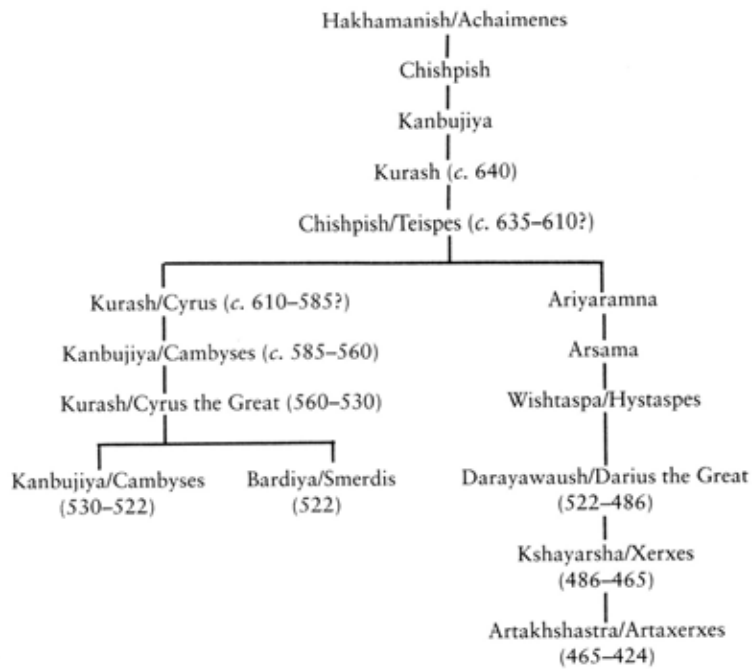 Hakhamanish/Achaimenes
Chishpish
Kanbujiya
Kurash (c. 640)
Chishpish/Teispes (c. 635–610?)
Kurash/Cyrus (c. 610–585?)
Ariyaramna
Kanbujiya/Cambyses (c. 585–560)
Arsama
Kurash/Cyrus the Great (560–530)
Wishtaspa/Hystaspes
Kanbujiya/Cambyses
(530–522)
Bardiya/Smerdis
(522)
Darayawaush/Darius the Great
(522–486)
Kshayarsha/Xerxes
(486–465)
Artakhshastra/Artaxerxes
(465–424)